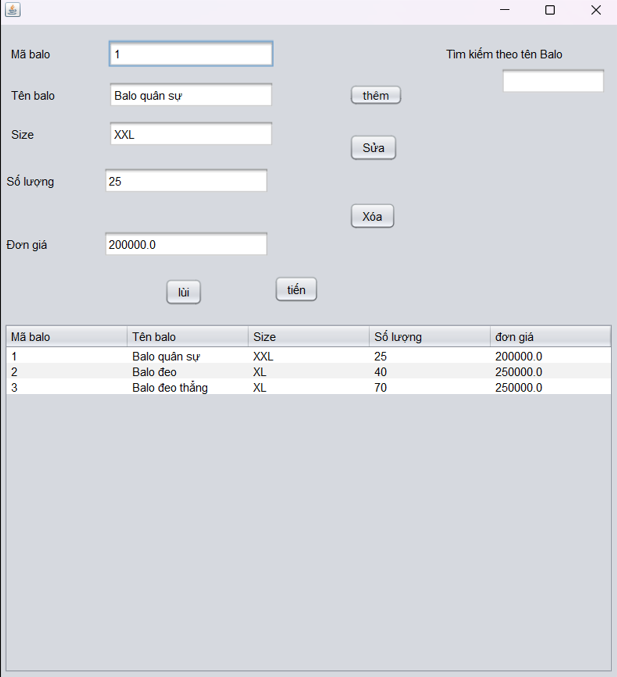 Mã balo 1 Tìm kiếm theo tên Balo
Tên balo Balo quân sự thêm
Size XXL Sửa
Số lượng 25
Xóa
Đơn giá 200000.0
lùi tiến
Mã balo Tên balo Size Số lượng đơn giá
1 Balo quân sự XXL 25 200000.0
2 Balo đeo XL 40 250000.0
3 Balo đeo thẳng XL 70 250000.0